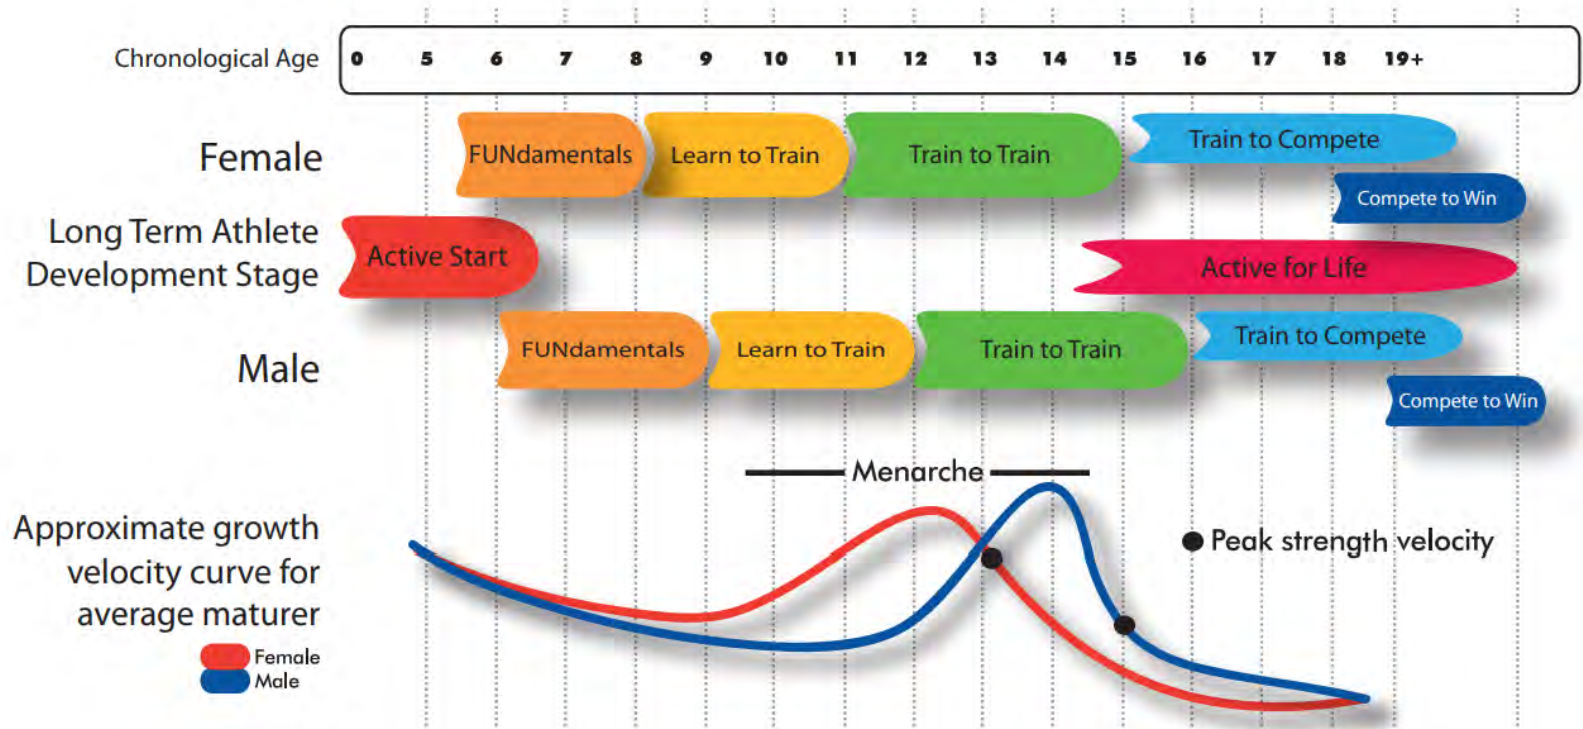 Chronological Age 0 5 6 7 8 9 10 11 12 13 14 15 16 17 18 19+
Female
FUNdamentals
Learn to Train
Train to Train
Train to Compete
Compete to Win
Long Term Athlete
Development Stage
Active Start
Active for Life
Male
FUNdamentals
Learn to Train
Train to Train
Train to Compete
Compete to Win
Menarche
Approximate growth
velocity curve for
average maturer
Peak strength velocity
Female
Male